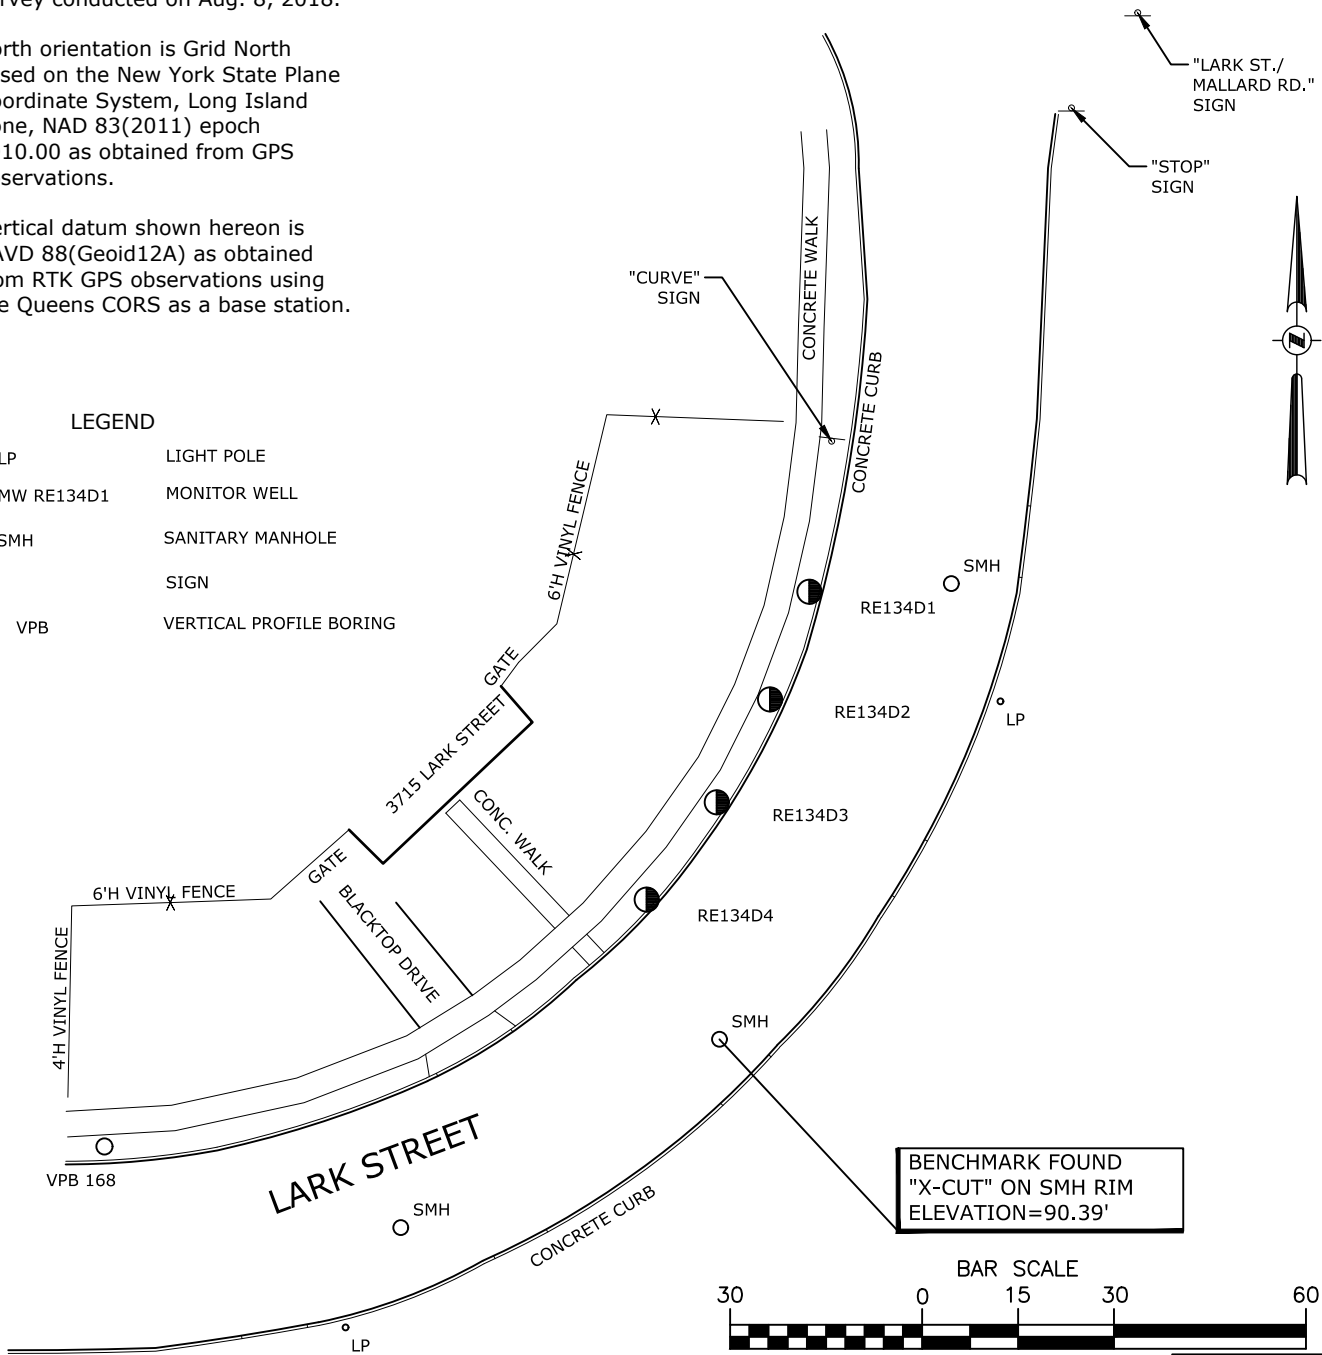 survey conducted on Aug. 8, 2018.
orth orientation is Grid North
sed on the New York State Plane
oordinate System, Long Island
one, NAD 83(2011) epoch
10.00 as obtained from GPS
servations.
ertical datum shown hereon is
AVD 88(Geoid12A) as obtained
om RTK GPS observations using
e Queens CORS as a base station.
"LARK ST./
MALLARD RD."
SIGN
"STOP"
SIGN
"CURVE"
SIGN
CONCRETE WALK
CONCRETE CURB
N
LEGEND
LP LIGHT POLE
MW RE134D1 MONITOR WELL
SMH SANITARY MANHOLE
SIGN
VPB VERTICAL PROFILE BORING
6'H VINYL FENCE
GATE
3715 LARK STREET
SMH
RE134D1
RE134D2
LP
RE134D3
CONC. WALK
RE134D4
GATE
BLACKTOP DRIVE
6'H VINYL FENCE
4'H VINYL FENCE
SMH
VPB 168
LARK STREET
SMH
CONCRETE CURB
LP
BENCHMARK FOUND
"X-CUT" ON SMH RIM
ELEVATION=90.39'
BAR SCALE
30 0 15 30 60